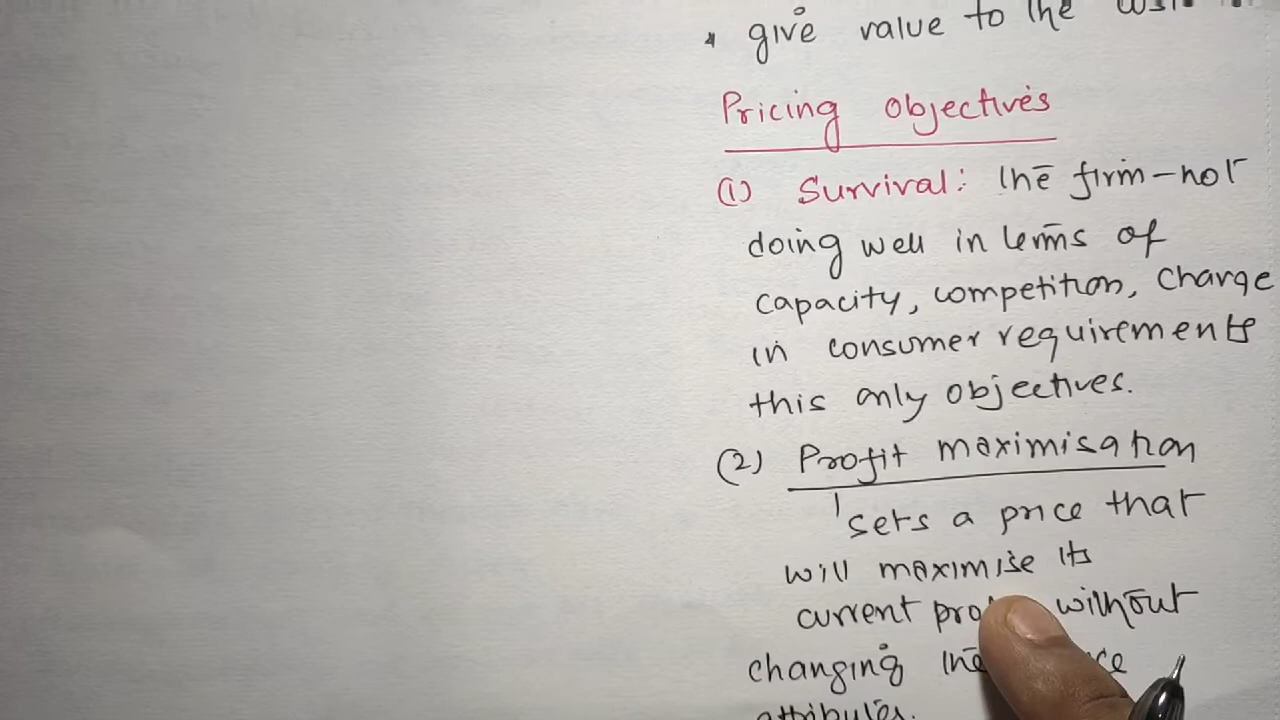 give value to the
Pricing objectives
(1) Survival: The firm-not
doing well in terms of
capacity, competition, Change
in consumer requirements
this only objectives.
(2) Profit maximisation
sets a price that
will maximise its
current without
changing the
attributes.